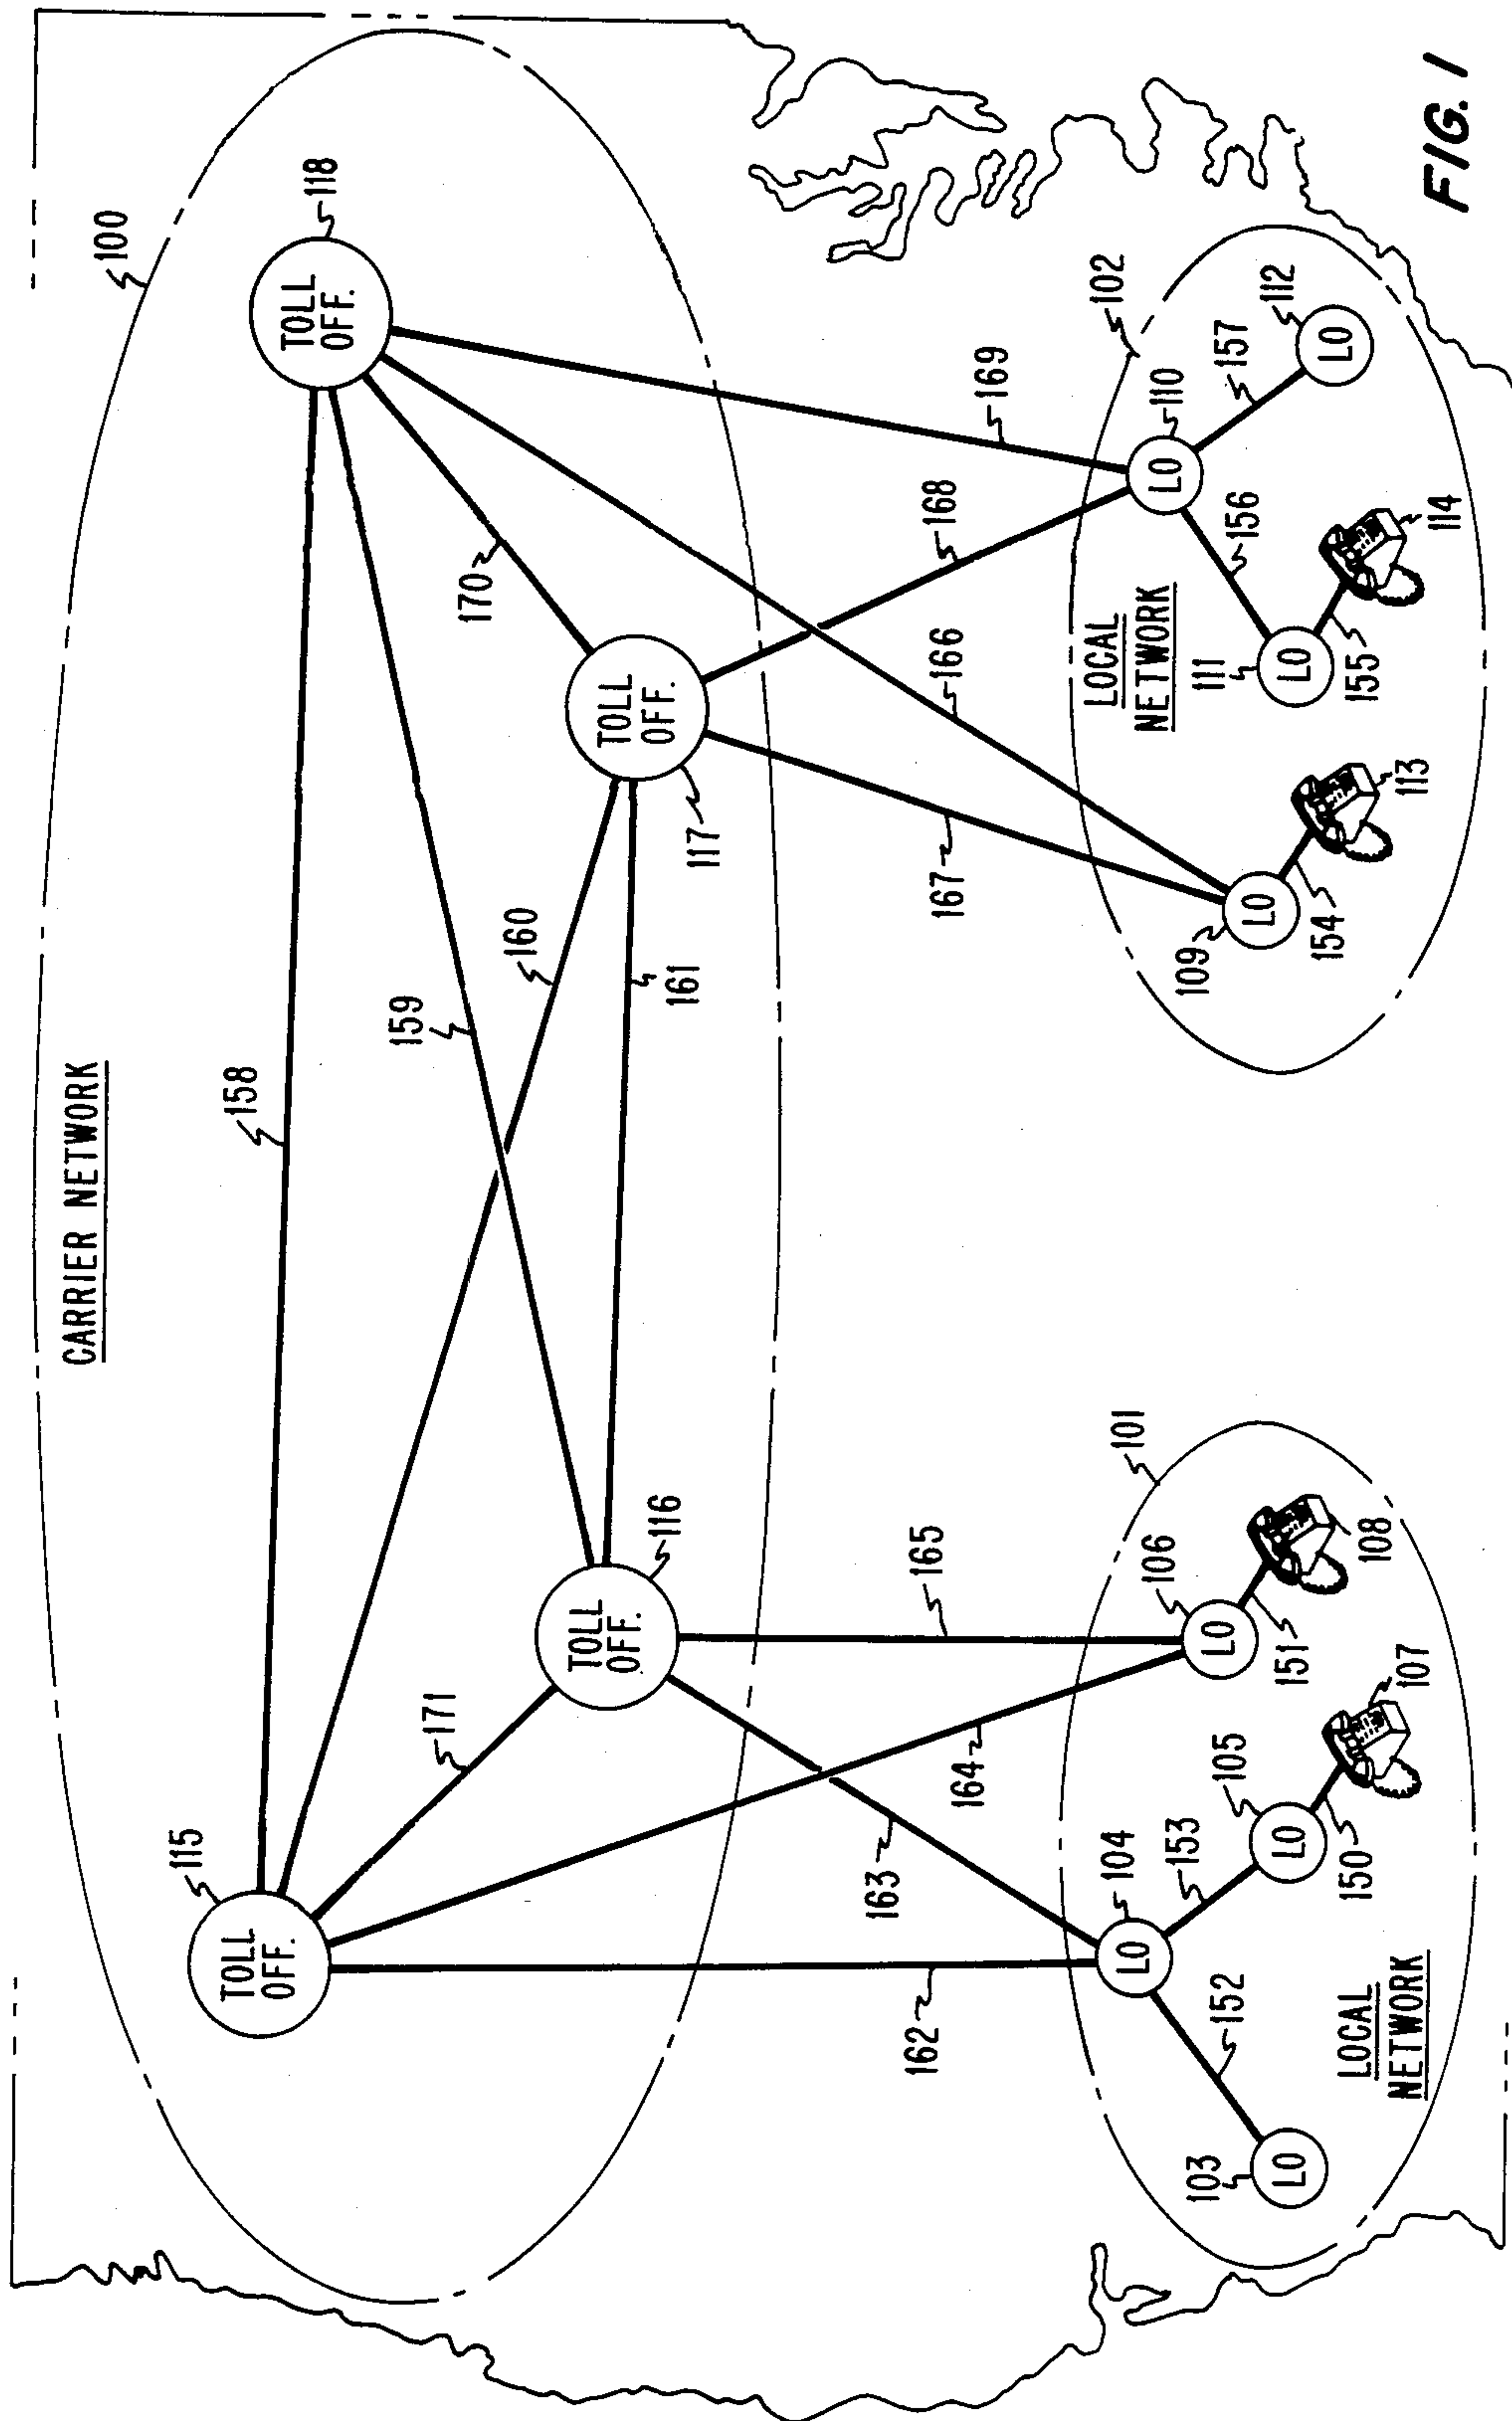 CARRIER NETWORK
100
158
118
TOLL
OFF.
115
TOLL
OFF.
159
170
171
160
TOLL
OFF.
117
161
116
TOLL
OFF.
162
163
164
165
167
166
168
169
101
102
104
LO
153
152
103
LO
105
LO
150
107
106
LO
151
108
LOCAL
NETWORK
109
LO
154
113
LOCAL
NETWORK
110
LO
156
157
111
LO
155
114
112
LO
FIG. 1